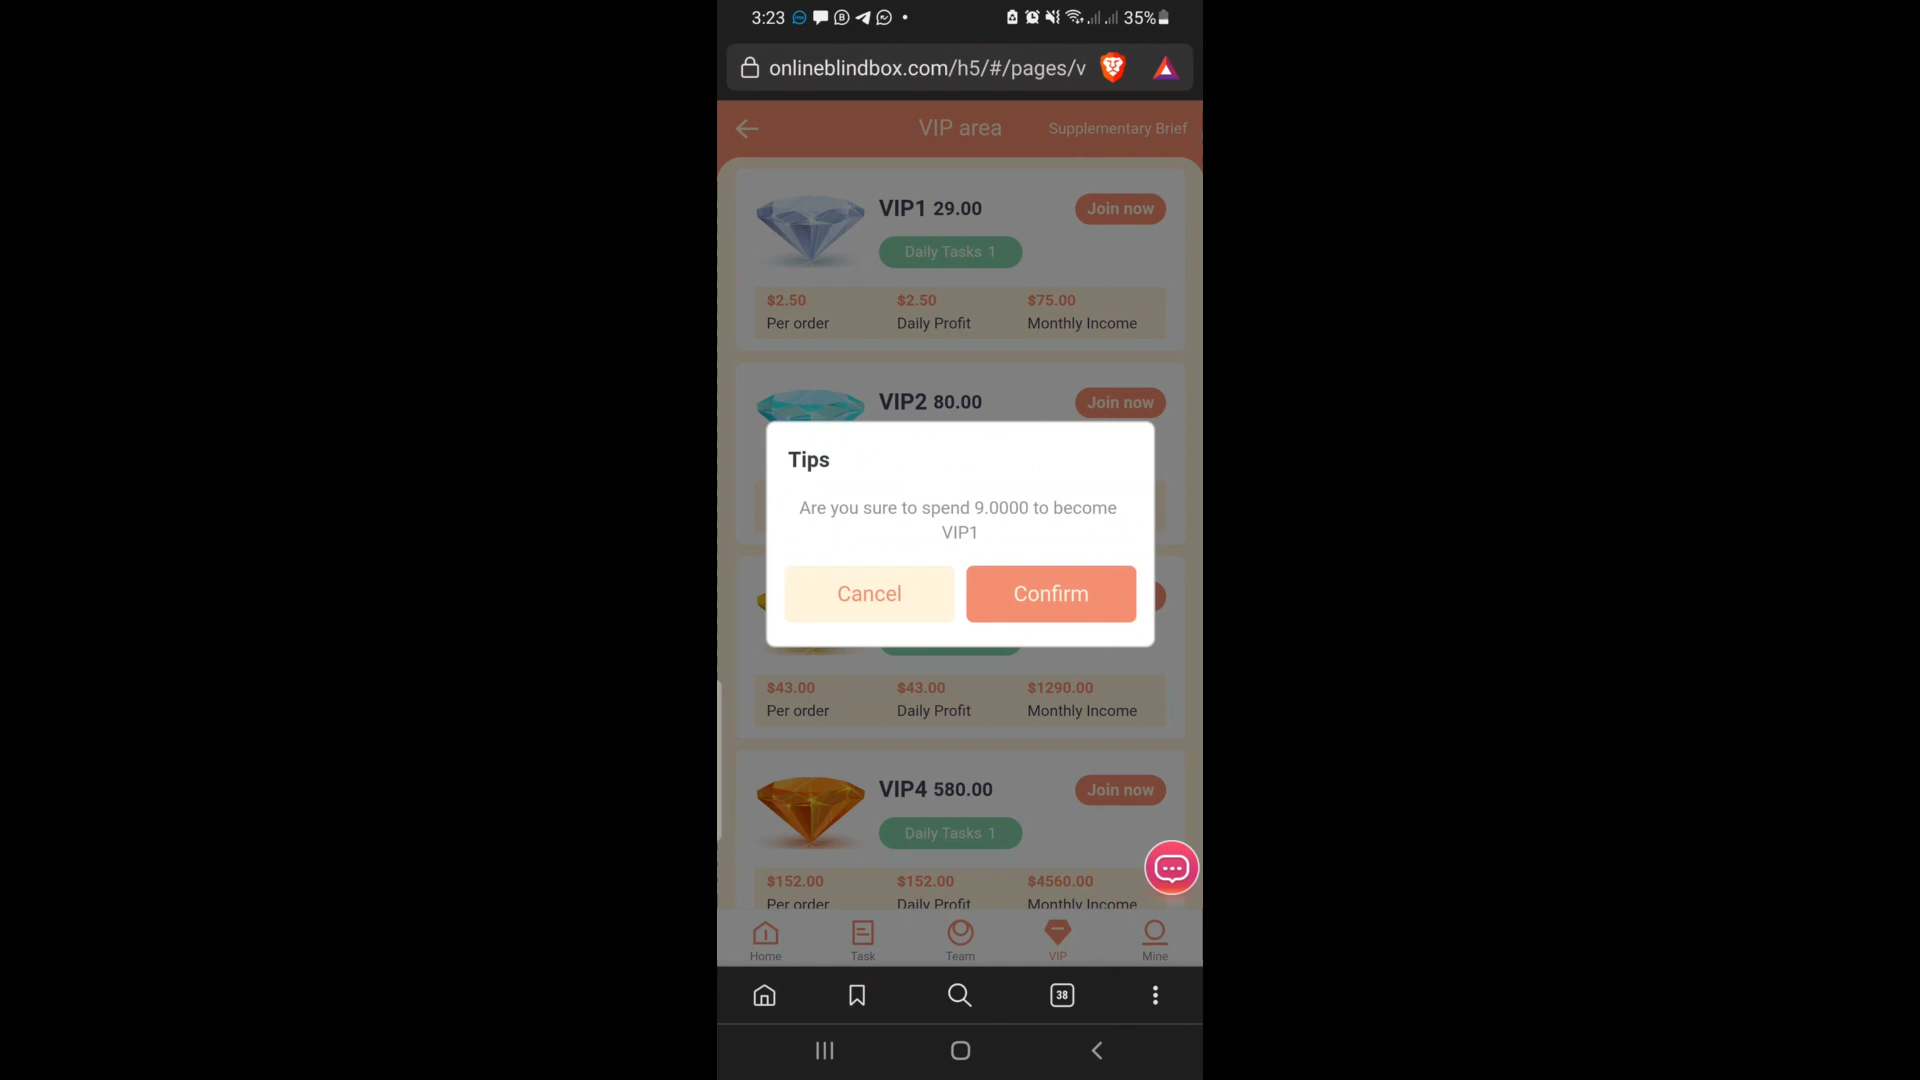 3:23
35%
onlineblindbox.com/h5/#/pages/v
VIP area
Supplementary Brief
VIP1 29.00
Join now
Daily Tasks 1
$2.50 $2.50 $75.00
Per order Daily Profit Monthly Income
VIP2 80.00
Join now
Tips
Are you sure to spend 9.0000 to become
VIP1
Cancel Confirm
$43.00 $43.00 $1290.00
Per order Daily Profit Monthly Income
VIP4 580.00
Join now
Daily Tasks 1
$152.00 $152.00 $4560.00
Per order Daily Profit Monthly Income
Home Task Team VIP Mine
38